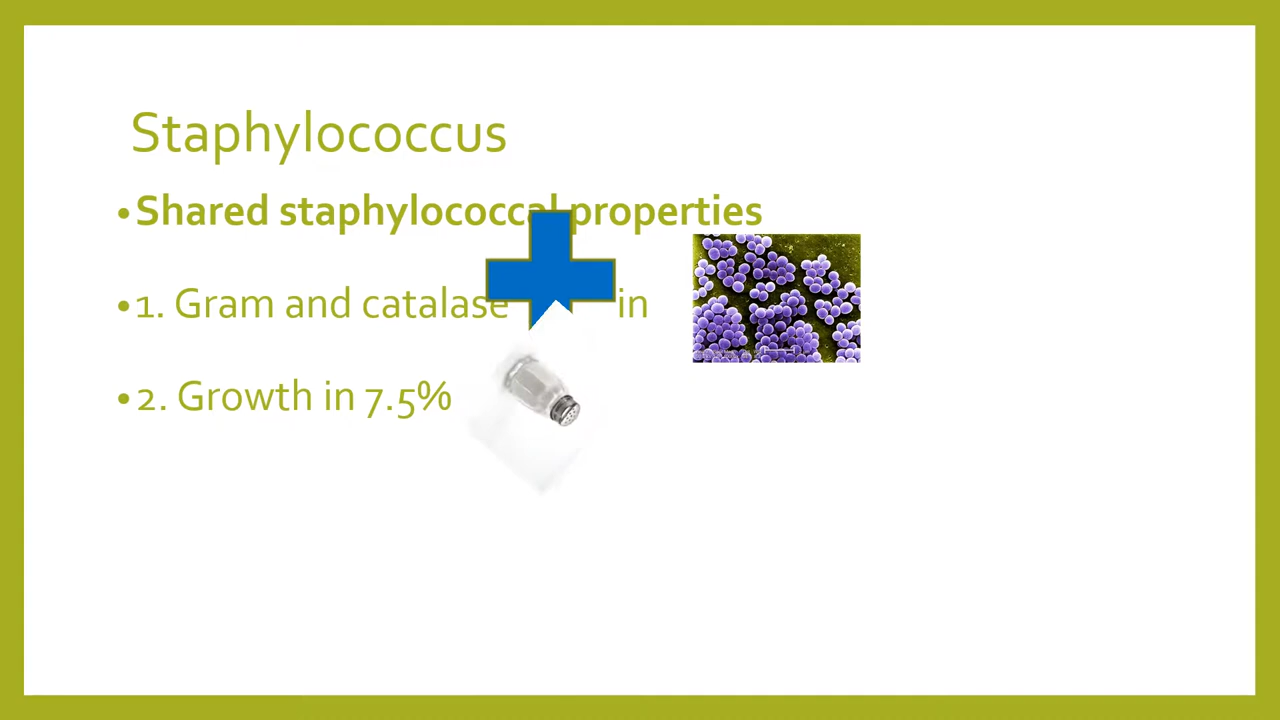 Staphylococcus
• Shared staphylococcal properties
• 1. Gram and catalase in
• 2. Growth in 7.5%